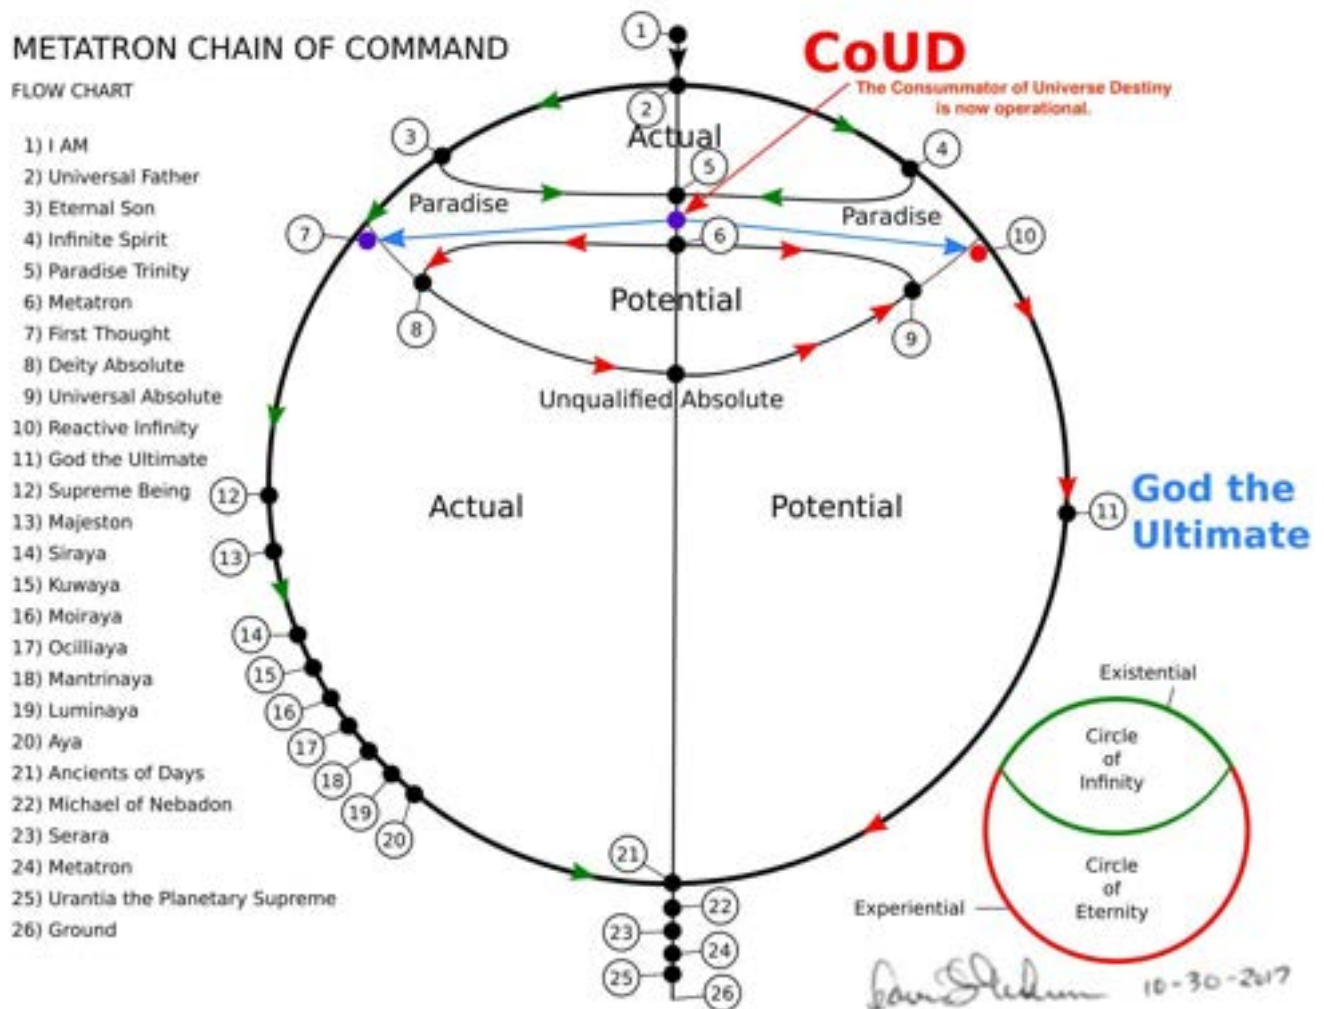 METATRON CHAIN OF COMMAND
FLOW CHART
1) I AM
2) Universal Father
3) Eternal Son
4) Infinite Spirit
5) Paradise Trinity
6) Metatron
7) First Thought
8) Deity Absolute
9) Universal Absolute
10) Reactive Infinity
11) God the Ultimate
12) Supreme Being
13) Majeston
14) Siraya
15) Kuwaya
16) Moiraya
17) Ocilliaya
18) Mantrinaya
19) Luminaya
20) Aya
21) Ancients of Days
22) Michael of Nebadon
23) Serara
24) Metatron
25) Urantia the Planetary Supreme
26) Ground
1
CoUD
The Consummator of Universe Destiny
is now operational.
2
Actual
3
4
5
Paradise
Paradise
7
6
10
Potential
8
9
Unqualified Absolute
12
Actual
Potential
11
God the
Ultimate
13
14
15
16
17
18
19
20
21
22
23
24
25
26
Existential
Circle
of
Infinity
Circle
of
Eternity
Experiential
10-30-2017